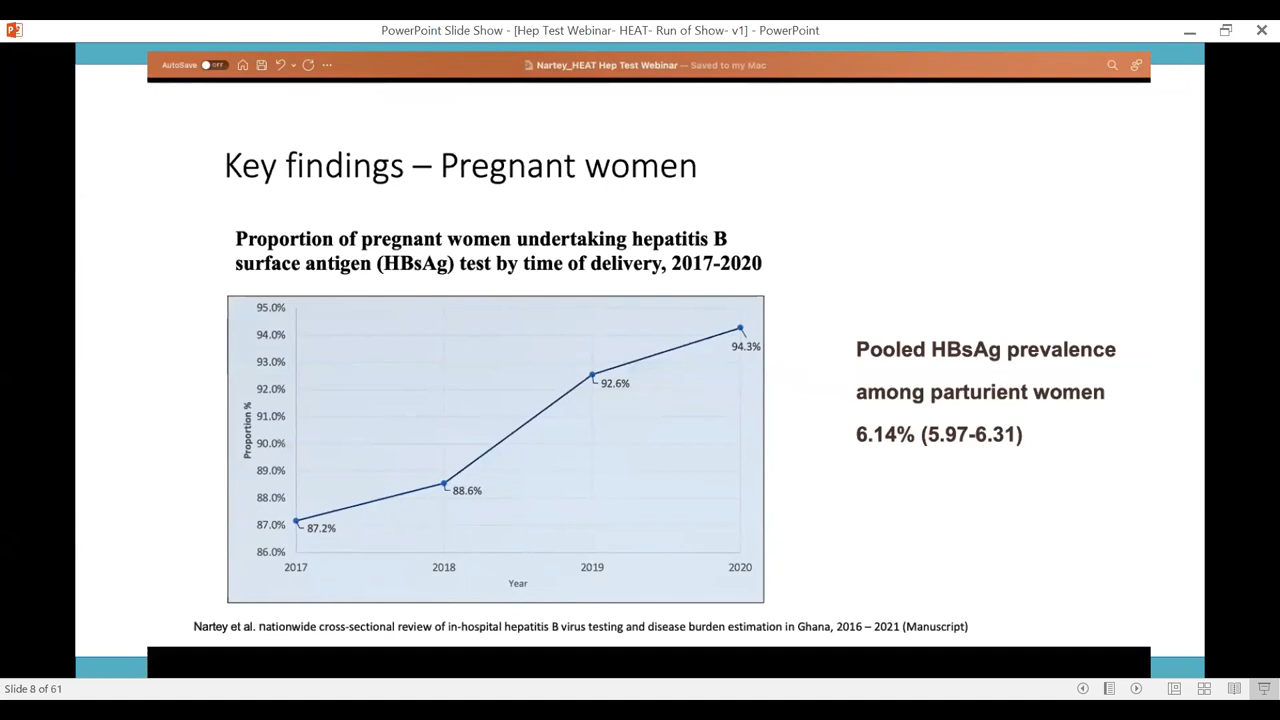 PowerPoint Slide Show - [Hep Test Webinar- HEAT- Run of Show- v1] - PowerPoint
AutoSave OFF
Nartey_HEAT Hep Test Webinar — Saved to my Mac
Key findings – Pregnant women
Proportion of pregnant women undertaking hepatitis B
surface antigen (HBsAg) test by time of delivery, 2017-2020
95.0%
94.0%
93.0%
92.0%
91.0%
90.0%
89.0%
88.0%
87.0%
86.0%
Proportion %
87.2%
88.6%
92.6%
94.3%
2017 2018 2019 2020
Year
Pooled HBsAg prevalence
among parturient women
6.14% (5.97-6.31)
Nartey et al. nationwide cross-sectional review of in-hospital hepatitis B virus testing and disease burden estimation in Ghana, 2016 – 2021 (Manuscript)
Slide 8 of 61